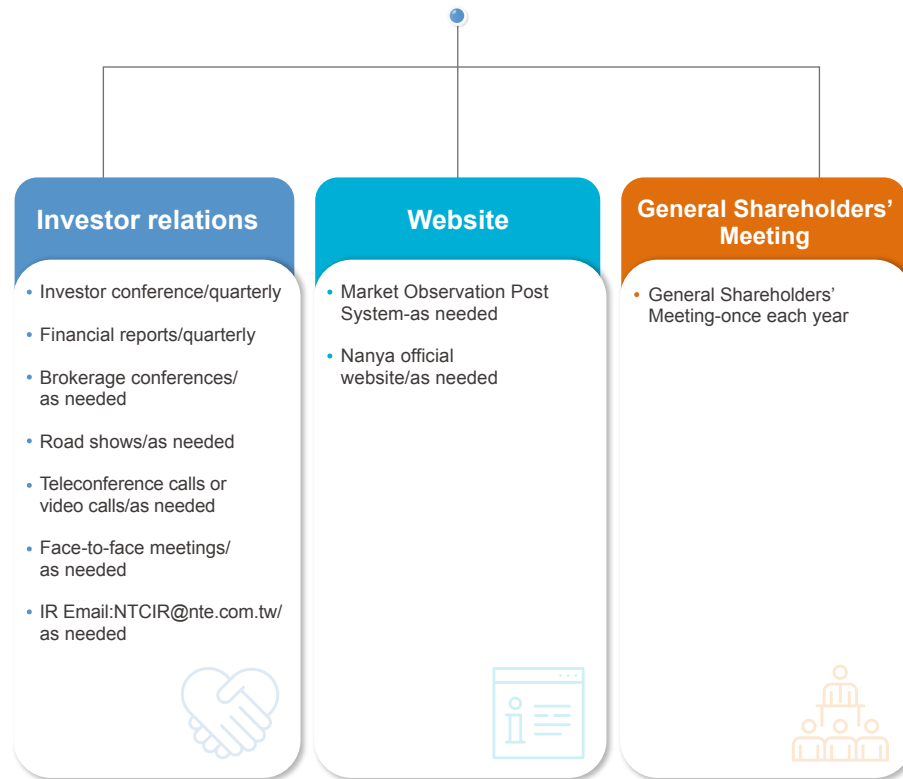 Investor relations
• Investor conference/quarterly
• Financial reports/quarterly
• Brokerage conferences/
as needed
• Road shows/as needed
• Teleconference calls or
video calls/as needed
• Face-to-face meetings/
as needed
• IR Email:NTCIR@nte.com.tw/
as needed
Website
• Market Observation Post
System-as needed
• Nanya official
website/as needed
General Shareholders’
Meeting
• General Shareholders’
Meeting-once each year